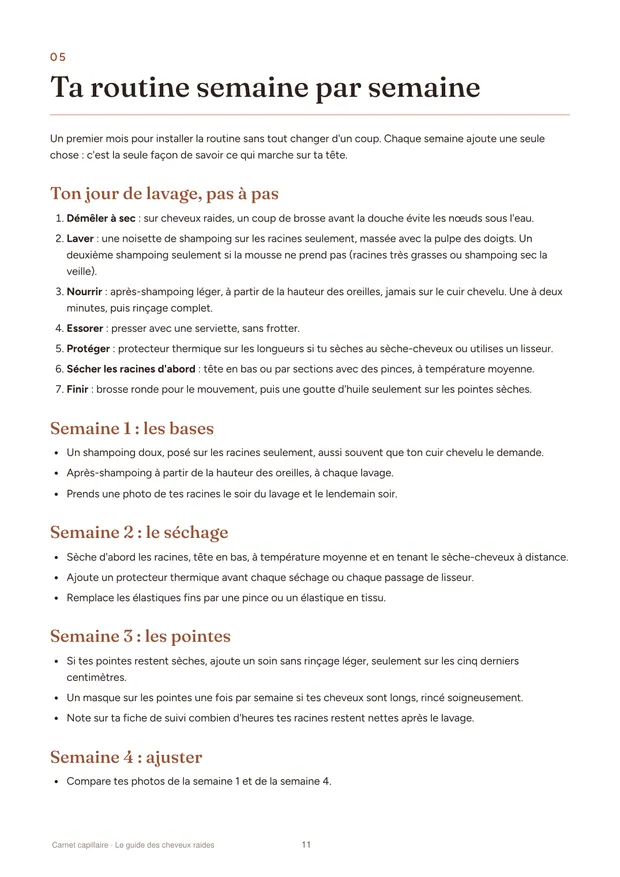 05
Ta routine semaine par semaine
Un premier mois pour installer la routine sans tout changer d'un coup. Chaque semaine ajoute une seule
chose : c'est la seule façon de savoir ce qui marche sur ta tête.
Ton jour de lavage, pas à pas
1. Démêler à sec : sur cheveux raides, un coup de brosse avant la douche évite les nœuds sous l'eau.
2. Laver : une noisette de shampoing sur les racines seulement, massée avec la pulpe des doigts. Un
deuxième shampoing seulement si la mousse ne prend pas (racines très grasses ou shampoing sec la
veille).
3. Nourrir : après-shampoing léger, à partir de la hauteur des oreilles, jamais sur le cuir chevelu. Une à deux
minutes, puis rinçage complet.
4. Essorer : presser avec une serviette, sans frotter.
5. Protéger : protecteur thermique sur les longueurs si tu sèches au sèche-cheveux ou utilises un lisseur.
6. Sécher les racines d'abord : tête en bas ou par sections avec des pinces, à température moyenne.
7. Finir : brosse ronde pour le mouvement, puis une goutte d'huile seulement sur les pointes sèches.
Semaine 1 : les bases
• Un shampoing doux, posé sur les racines seulement, aussi souvent que ton cuir chevelu le demande.
• Après-shampoing à partir de la hauteur des oreilles, à chaque lavage.
• Prends une photo de tes racines le soir du lavage et le lendemain soir.
Semaine 2 : le séchage
• Sèche d'abord les racines, tête en bas, à température moyenne et en tenant le sèche-cheveux à distance.
• Ajoute un protecteur thermique avant chaque séchage ou chaque passage de lisseur.
• Remplace les élastiques fins par une pince ou un élastique en tissu.
Semaine 3 : les pointes
• Si tes pointes restent sèches, ajoute un soin sans rinçage léger, seulement sur les cinq derniers
centimètres.
• Un masque sur les pointes une fois par semaine si tes cheveux sont longs, rincé soigneusement.
• Note sur ta fiche de suivi combien d'heures tes racines restent nettes après le lavage.
Semaine 4 : ajuster
• Compare tes photos de la semaine 1 et de la semaine 4.
Carnet capillaire · Le guide des cheveux raides
11